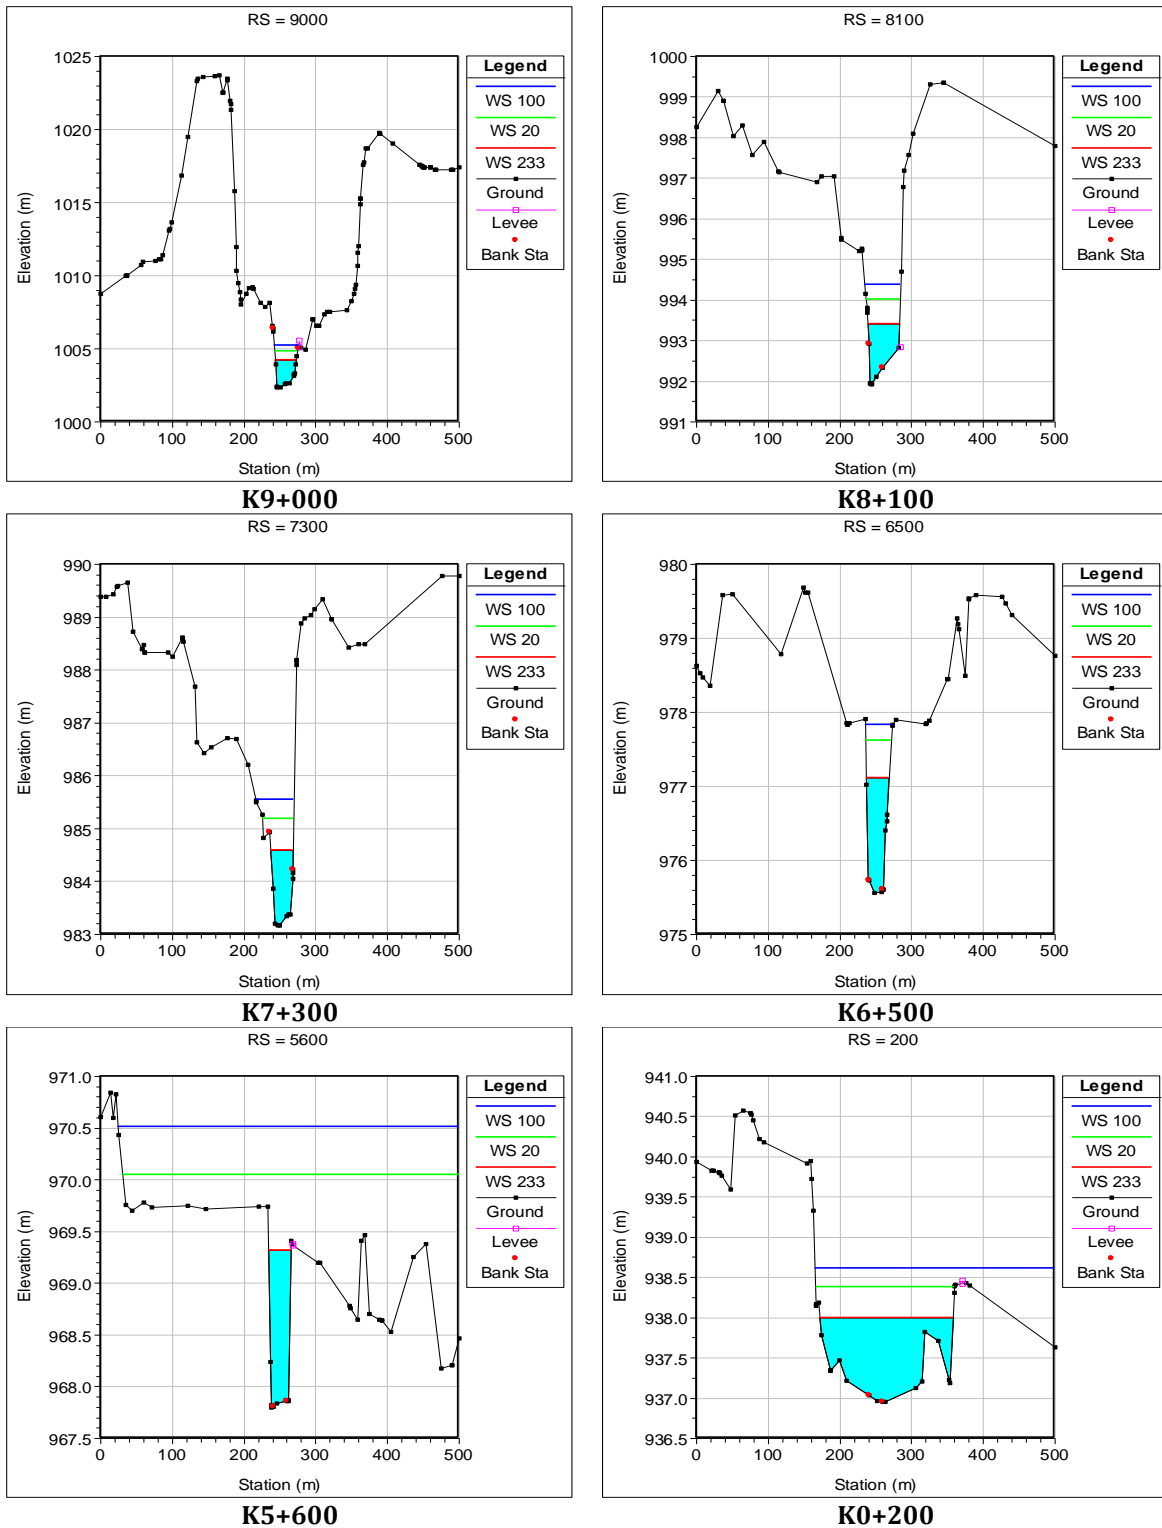 RS = 9000
Elevation (m)
1025
1020
1015
1010
1005
1000
0 100 200 300 400 500
Station (m)
Legend
WS 100
WS 20
WS 233
Ground
Levee
Bank Sta
K9+000
RS = 8100
Elevation (m)
1000
999
998
997
996
995
994
993
992
991
0 100 200 300 400 500
Station (m)
Legend
WS 100
WS 20
WS 233
Ground
Levee
Bank Sta
K8+100
RS = 7300
Elevation (m)
990
989
988
987
986
985
984
983
0 100 200 300 400 500
Station (m)
Legend
WS 100
WS 20
WS 233
Ground
Bank Sta
K7+300
RS = 6500
Elevation (m)
980
979
978
977
976
975
0 100 200 300 400 500
Station (m)
Legend
WS 100
WS 20
WS 233
Ground
Bank Sta
K6+500
RS = 5600
Elevation (m)
971.0
970.5
970.0
969.5
969.0
968.5
968.0
967.5
0 100 200 300 400 500
Station (m)
Legend
WS 100
WS 20
WS 233
Ground
Levee
Bank Sta
K5+600
RS = 200
Elevation (m)
941.0
940.5
940.0
939.5
939.0
938.5
938.0
937.5
937.0
936.5
0 100 200 300 400 500
Station (m)
Legend
WS 100
WS 20
WS 233
Ground
Levee
Bank Sta
K0+200